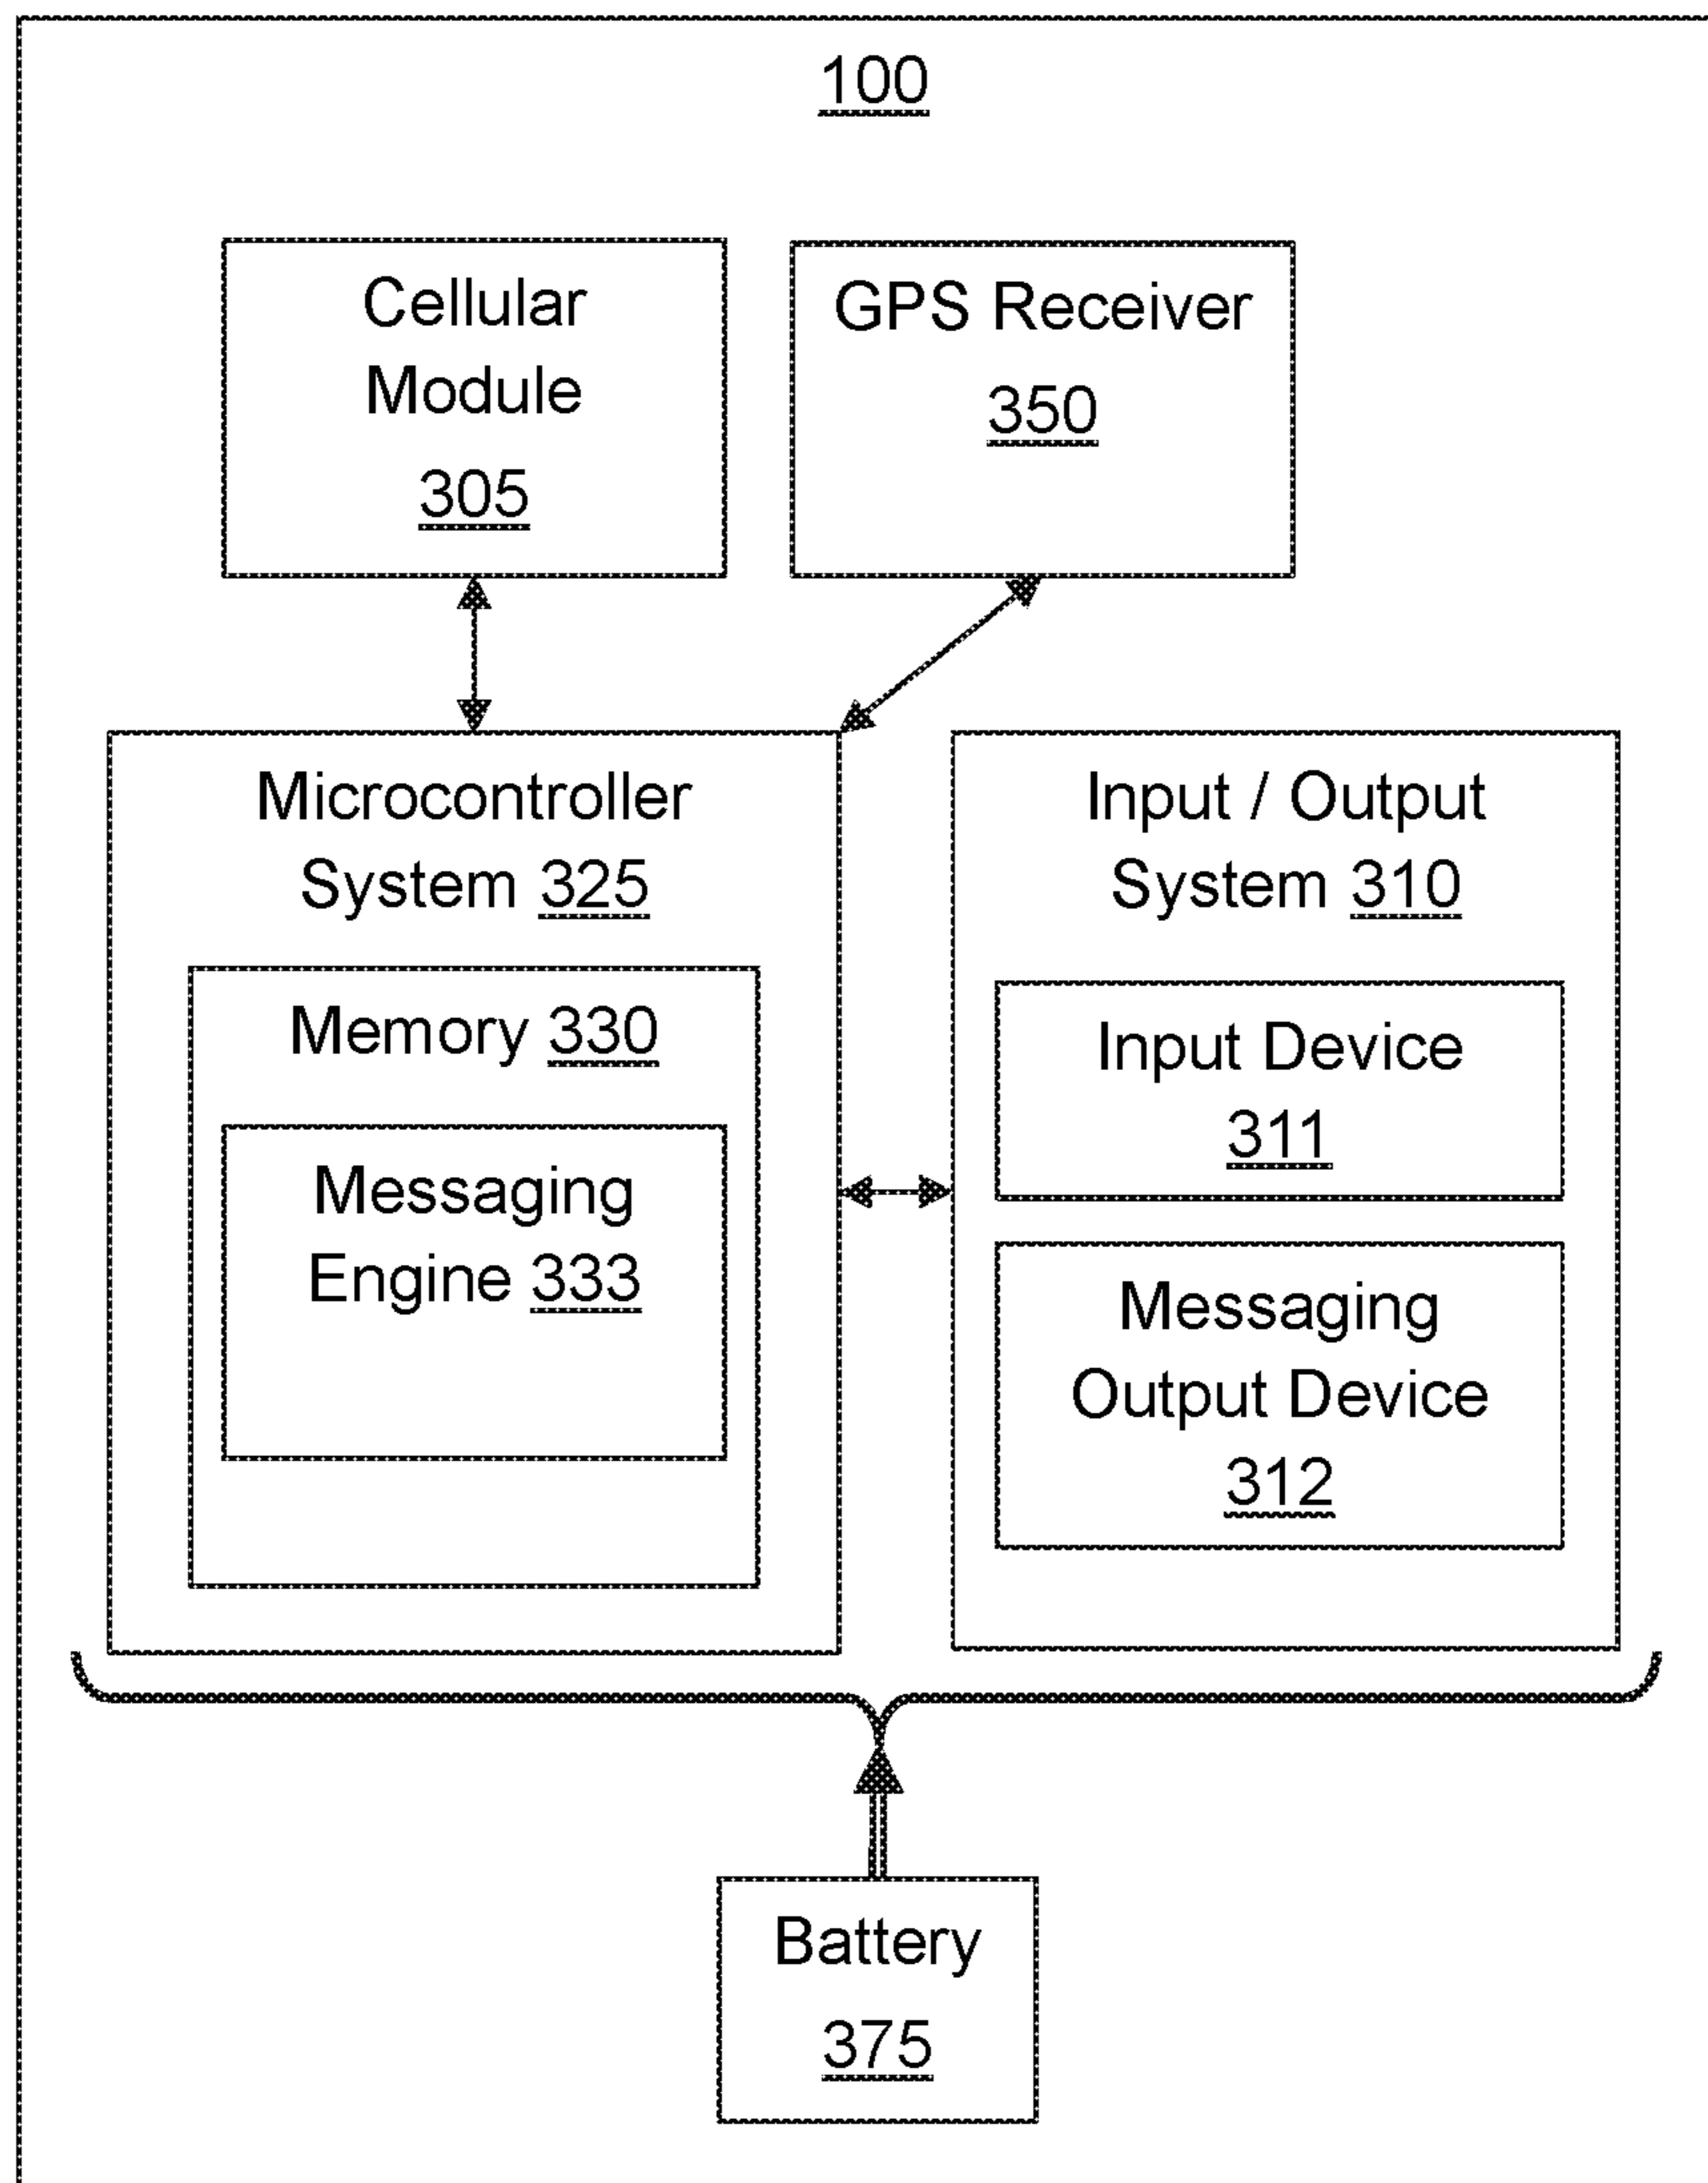 100
Cellular
Module
305
GPS Receiver
350
Microcontroller
System 325
Memory 330
Messaging
Engine 333
Input / Output
System 310
Input Device
311
Messaging
Output Device
312
Battery
375